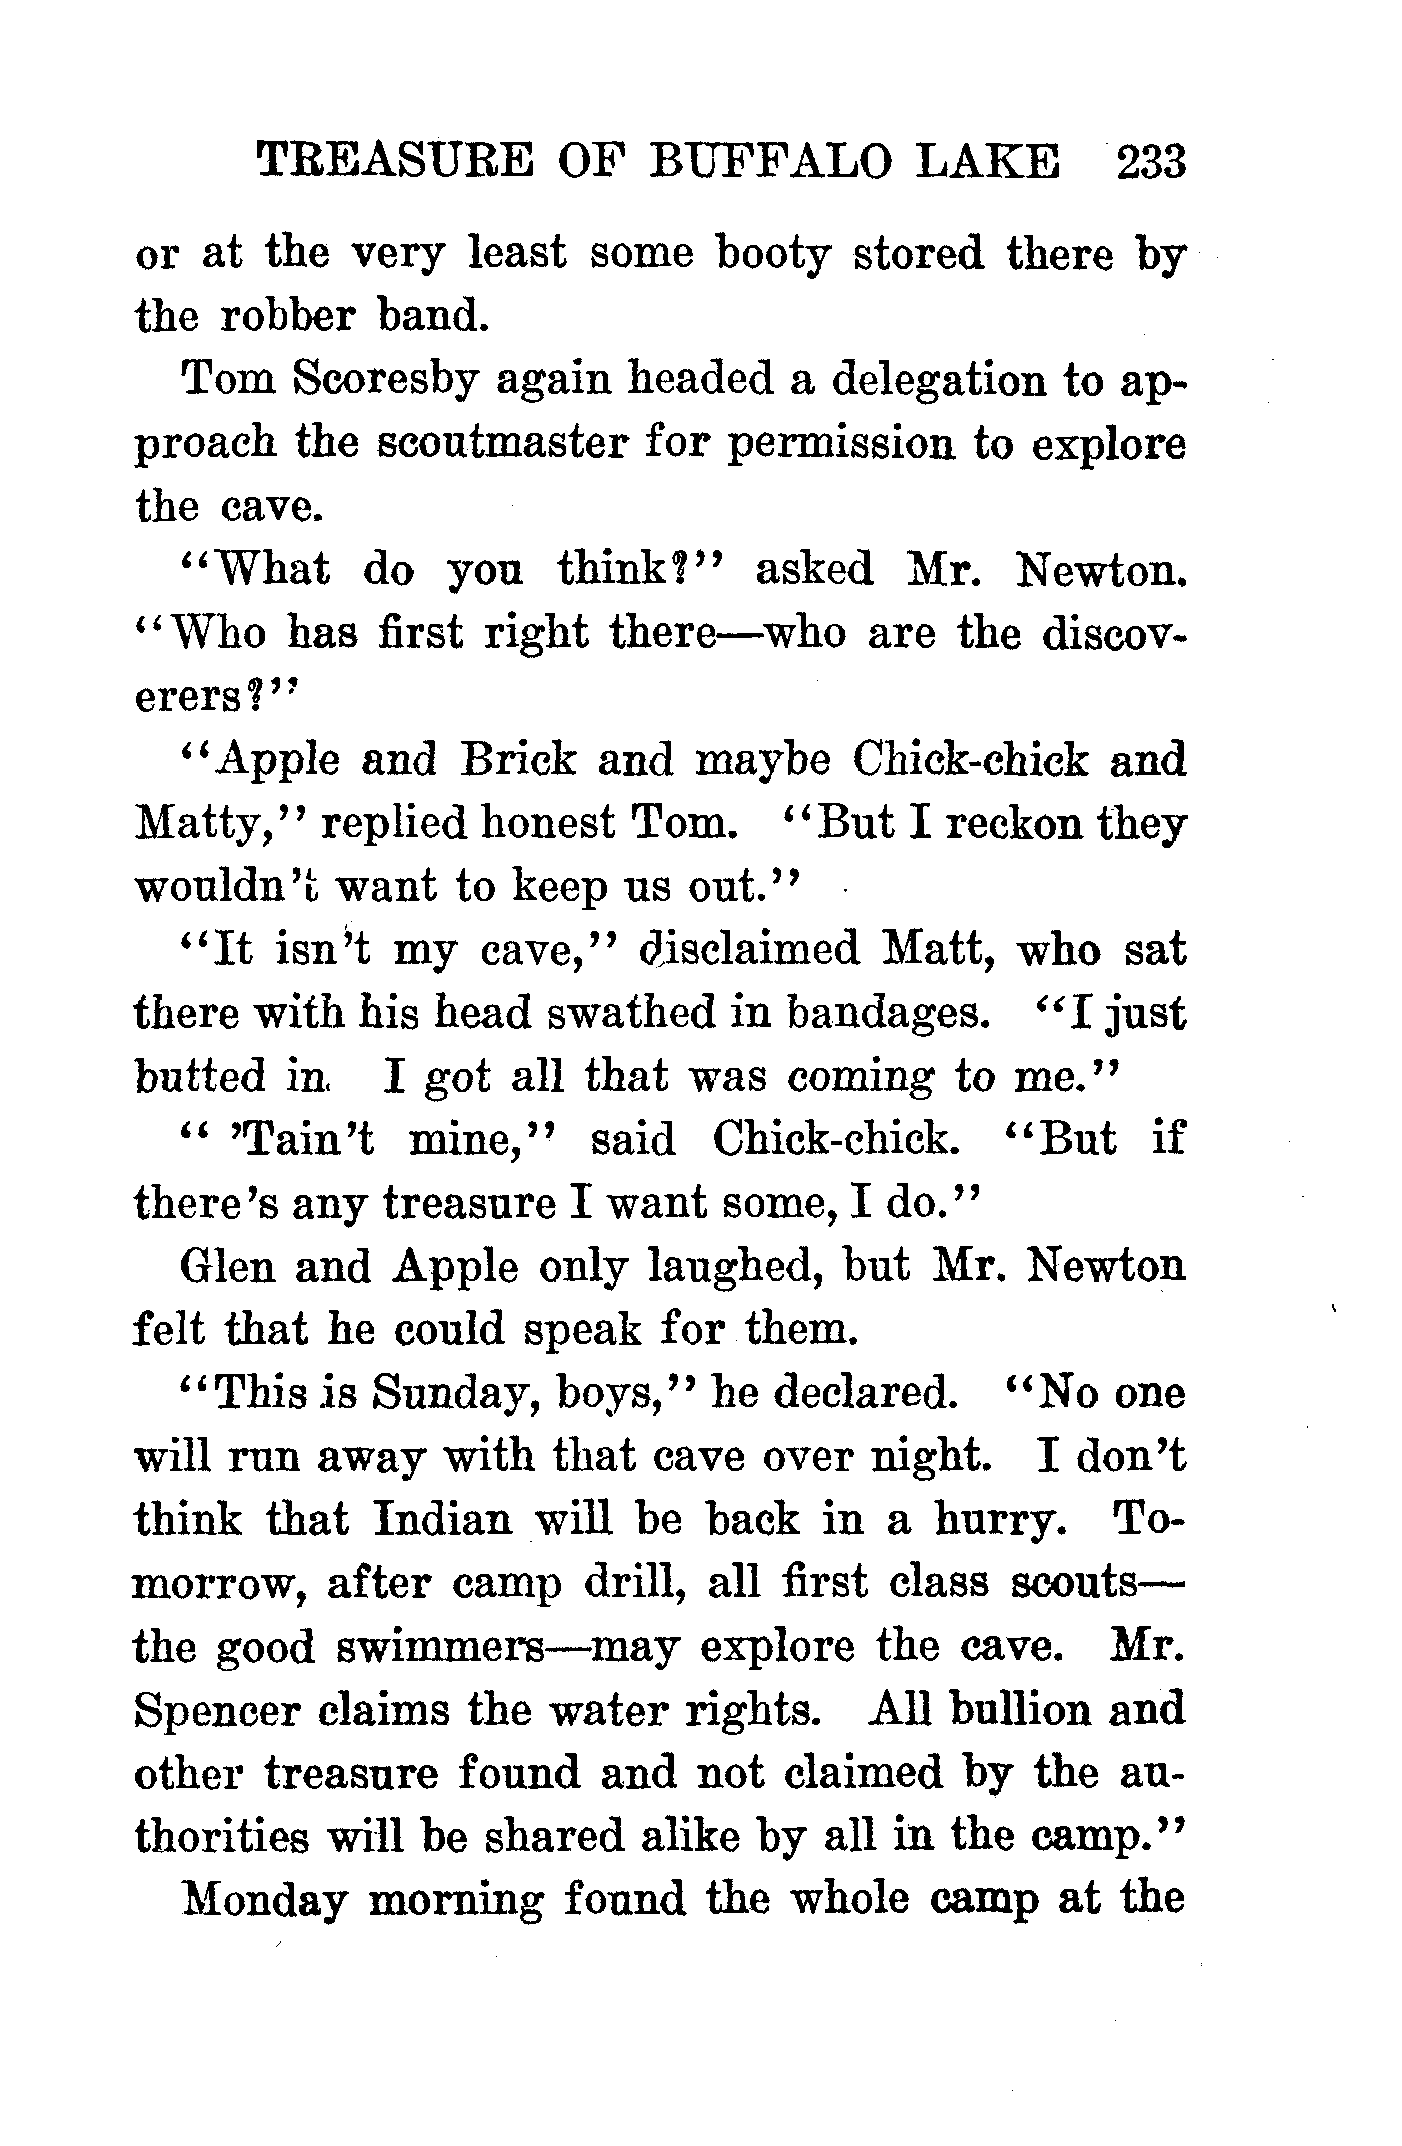 TREASURE OF BUFFALO LAKE 233
or at the very least some booty stored there by
the robber band.
Tom Scoresby again headed a delegation to ap-
proach the scoutmaster for permission to explore
the cave.
“What do you think?” asked Mr. Newton.
“Who has first right there—who are the discov-
erers?”
“Apple and Brick and maybe Chick-chick and
Matty,” replied honest Tom. “But I reckon they
wouldn’t want to keep us out.”
“It isn’t my cave,” disclaimed Matt, who sat
there with his head swathed in bandages. “I just
butted in. I got all that was coming to me.”
“ ’Tain’t mine,” said Chick-chick. “But if
there’s any treasure I want some, I do.”
Glen and Apple only laughed, but Mr. Newton
felt that he could speak for them.
“This is Sunday, boys,” he declared. “No one
will run away with that cave over night. I don’t
think that Indian will be back in a hurry. To-
morrow, after camp drill, all first class scouts—
the good swimmers—may explore the cave. Mr.
Spencer claims the water rights. All bullion and
other treasure found and not claimed by the au-
thorities will be shared alike by all in the camp.”
Monday morning found the whole camp at the